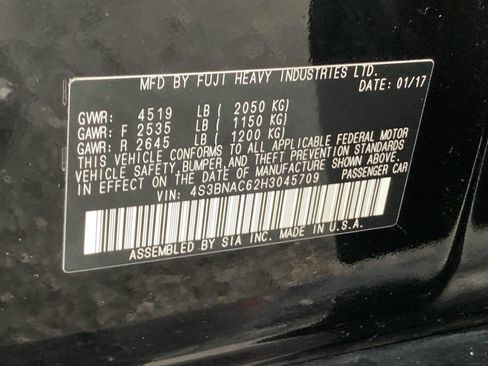 MFD BY FUJI HEAVY INDUSTRIES LTD.
DATE: 01/17
GVWR: 4519 LB ( 2050 KG)
GAWR: F 2535 LB ( 1150 KG)
GAWR: R 2645 LB ( 1200 KG)
THIS VEHICLE CONFORMS TO ALL APPLICABLE FEDERAL MOTOR
VEHICLE SAFETY,BUMPER,AND THEFT PREVENTION STANDARDS
IN EFFECT ON THE DATE OF MANUFACTURE SHOWN ABOVE.
VIN: 4S3BNAC62H3045709 PASSENGER CAR
ASSEMBLED BY SIA INC. MADE IN U.S.A.